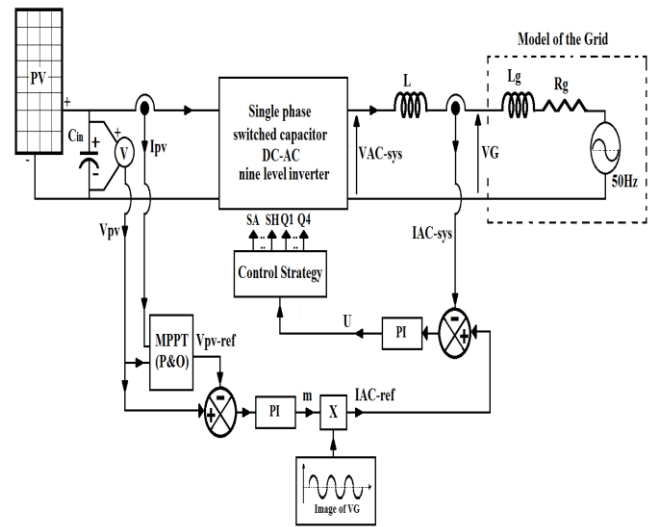 Model of the Grid
PV
+
-
Cin
+
-
+
V
Ipv
Vpv
Single phase
switched capacitor
DC-AC
nine level inverter
L
VAC-sys
VG
Lg
Rg
50Hz
IAC-sys
SA SH Q1 Q4
.. ..
Control Strategy
U
PI
-
+
MPPT
(P&O)
Vpv-ref
-
+
PI
m
X
IAC-ref
Image of VG